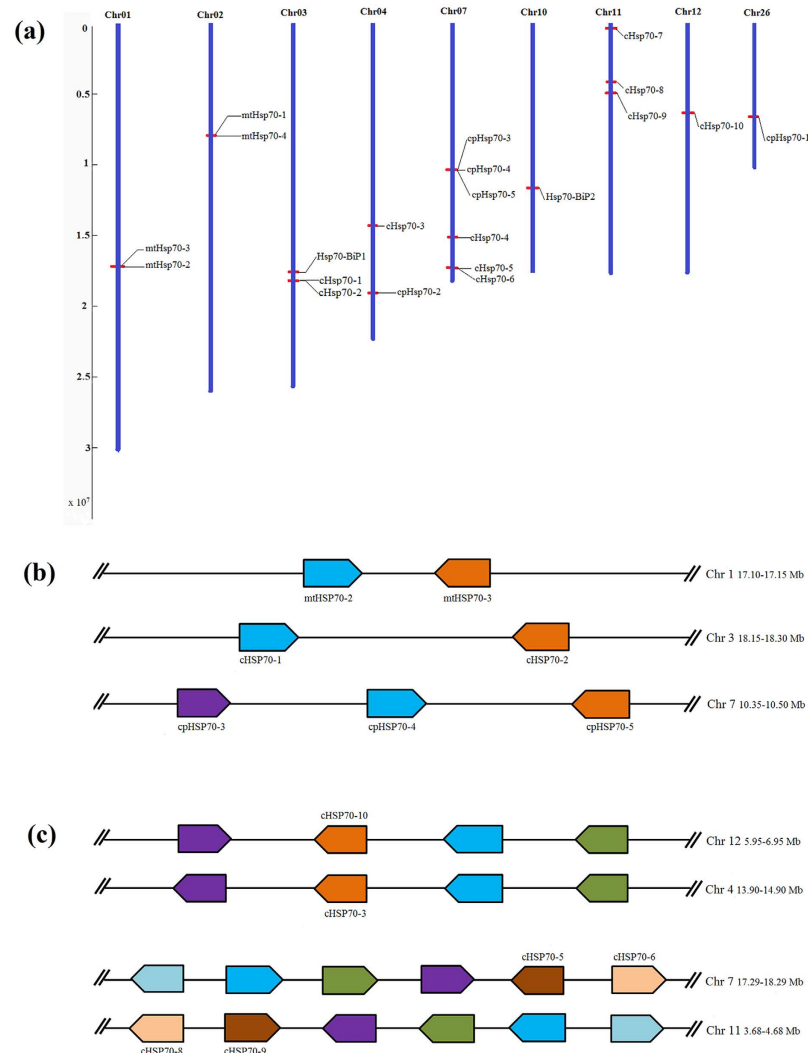 (a)
Chr01 Chr02 Chr03 Chr04 Chr07 Chr10 Chr11 Chr12 Chr26
0
cHsp70-7
0.5
cHsp70-8
cHsp70-9
mtHsp70-1
mtHsp70-4
cHsp70-10
cpHsp70-1
1
cpHsp70-3
cpHsp70-4
cpHsp70-5
Hsp70-BiP2
1.5
cHsp70-3
cHsp70-4
mtHsp70-3
mtHsp70-2
Hsp70-BiP1
cHsp70-1
cHsp70-2
cpHsp70-2
cHsp70-5
cHsp70-6
2
2.5
3
x 10⁷
(b)
Chr 1 17.10-17.15 Mb
mtHSP70-2 mtHSP70-3
Chr 3 18.15-18.30 Mb
cHSP70-1 cHSP70-2
Chr 7 10.35-10.50 Mb
cpHSP70-3 cpHSP70-4 cpHSP70-5
(c)
cHSP70-10
Chr 12 5.95-6.95 Mb
Chr 4 13.90-14.90 Mb
cHSP70-3
cHSP70-5 cHSP70-6
Chr 7 17.29-18.29 Mb
Chr 11 3.68-4.68 Mb
cHSP70-8 cHSP70-9